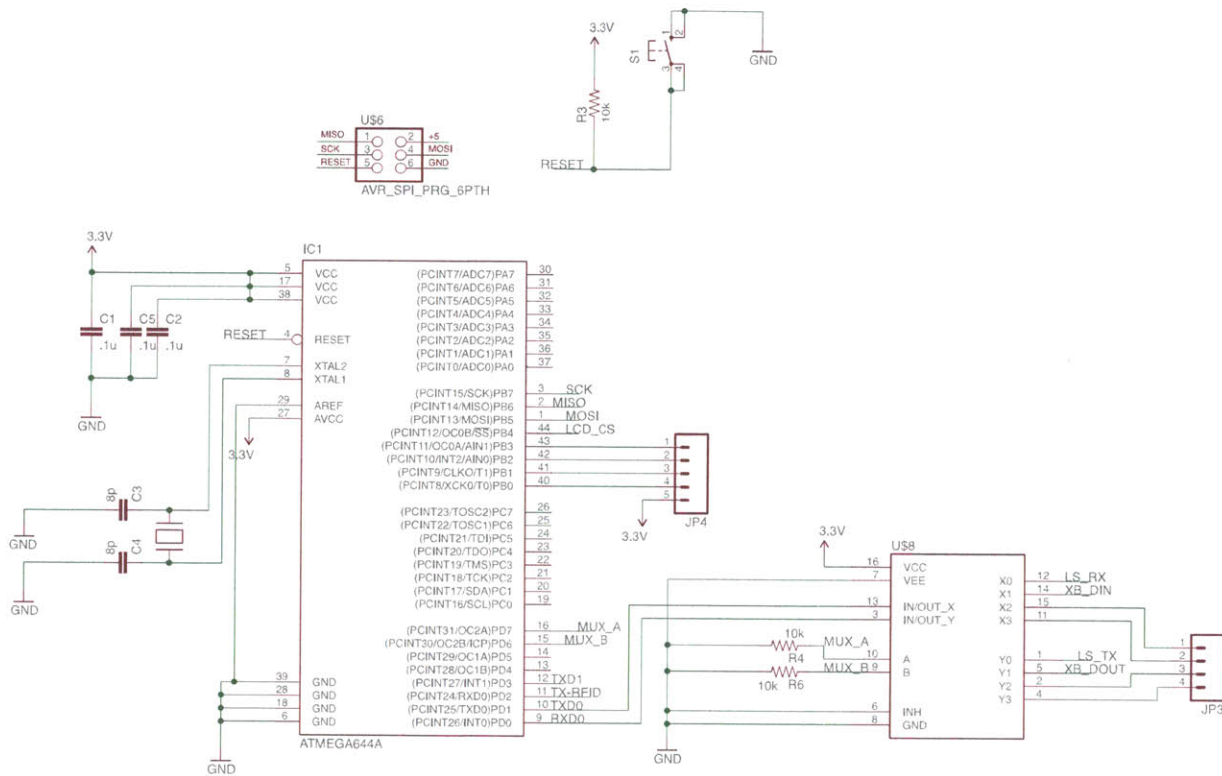 3.3V
R3
10k
RESET
S1
1
2
3
4
GND
U$6
MISO 1 2 +5
SCK 3 4 MOSI
RESET 5 6 GND
AVR_SPI_PRG_6PTH
3.3V
C1
.1u
C5
.1u
C2
.1u
GND
IC1
5 VCC
17 VCC
38 VCC
RESET 4 RESET
7 XTAL2
8 XTAL1
29 AREF
27 AVCC
3.3V
8p
C3
GND
8p
C4
GND
39 GND
28 GND
18 GND
6 GND
GND
ATMEGA644A
(PCINT7/ADC7)PA7 30
(PCINT6/ADC6)PA6 31
(PCINT5/ADC5)PA5 32
(PCINT4/ADC4)PA4 33
(PCINT3/ADC3)PA3 34
(PCINT2/ADC2)PA2 35
(PCINT1/ADC1)PA1 36
(PCINT0/ADC0)PA0 37
(PCINT15/SCK)PB7 3 SCK
(PCINT14/MISO)PB6 2 MISO
(PCINT13/MOSI)PB5 1 MOSI
(PCINT12/OC0B/SS)PB4 44 LCD_CS
(PCINT11/OC0A/AIN1)PB3 43
(PCINT10/INT2/AIN0)PB2 42
(PCINT9/CLKO/T1)PB1 41
(PCINT8/XCK0/T0)PB0 40
(PCINT23/TOSC2)PC7 26
(PCINT22/TOSC1)PC6 25
(PCINT21/TDI)PC5 24
(PCINT20/TDO)PC4 23
(PCINT19/TMS)PC3 22
(PCINT18/TCK)PC2 21
(PCINT17/SDA)PC1 20
(PCINT16/SCL)PC0 19
(PCINT31/OC2A)PD7 16 MUX_A
(PCINT30/OC2B/ICP)PD6 15 MUX_B
(PCINT29/OC1A)PD5 14
(PCINT28/OC1B)PD4 13
(PCINT27/INT1)PD3 12 TXD1
(PCINT24/RXD0)PD2 11 TX-RFID
(PCINT25/TXD0)PD1 10 TXD0
(PCINT26/INT0)PD0 9 RXD0
1
2
3
4
5
JP4
3.3V
3.3V
U$8
16 VCC
7 VEE
13 IN/OUT_X
3 IN/OUT_Y
10k
R4
MUX_A 10 A
MUX_B 9 B
10k
R6
6 INH
8 GND
GND
X0 12 LS_RX
X1 14 XB_DIN
X2 15
X3 11
Y0 1 LS_TX
Y1 5 XB_DOUT
Y2 2
Y3 4
1
2
3
4
JP3